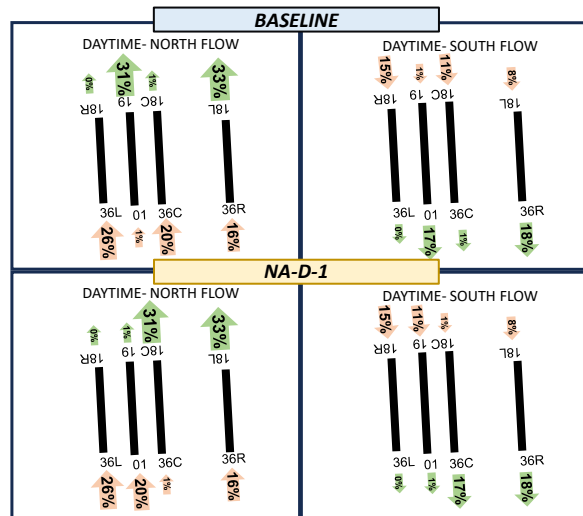 BASELINE
DAYTIME- NORTH FLOW
0% 31% 1% 33%
18R 19 18C 18L
36L 01 36C 36R
26% 1% 20% 16%
DAYTIME- SOUTH FLOW
15% 1% 11% 8%
18R 19 18C 18L
36L 01 36C 36R
0% 17% 1% 18%
NA-D-1
DAYTIME- NORTH FLOW
0% 1% 31% 33%
18R 19 18C 18L
36L 01 36C 36R
26% 20% 1% 16%
DAYTIME- SOUTH FLOW
15% 11% 1% 8%
18R 19 18C 18L
36L 01 36C 36R
0% 1% 17% 18%